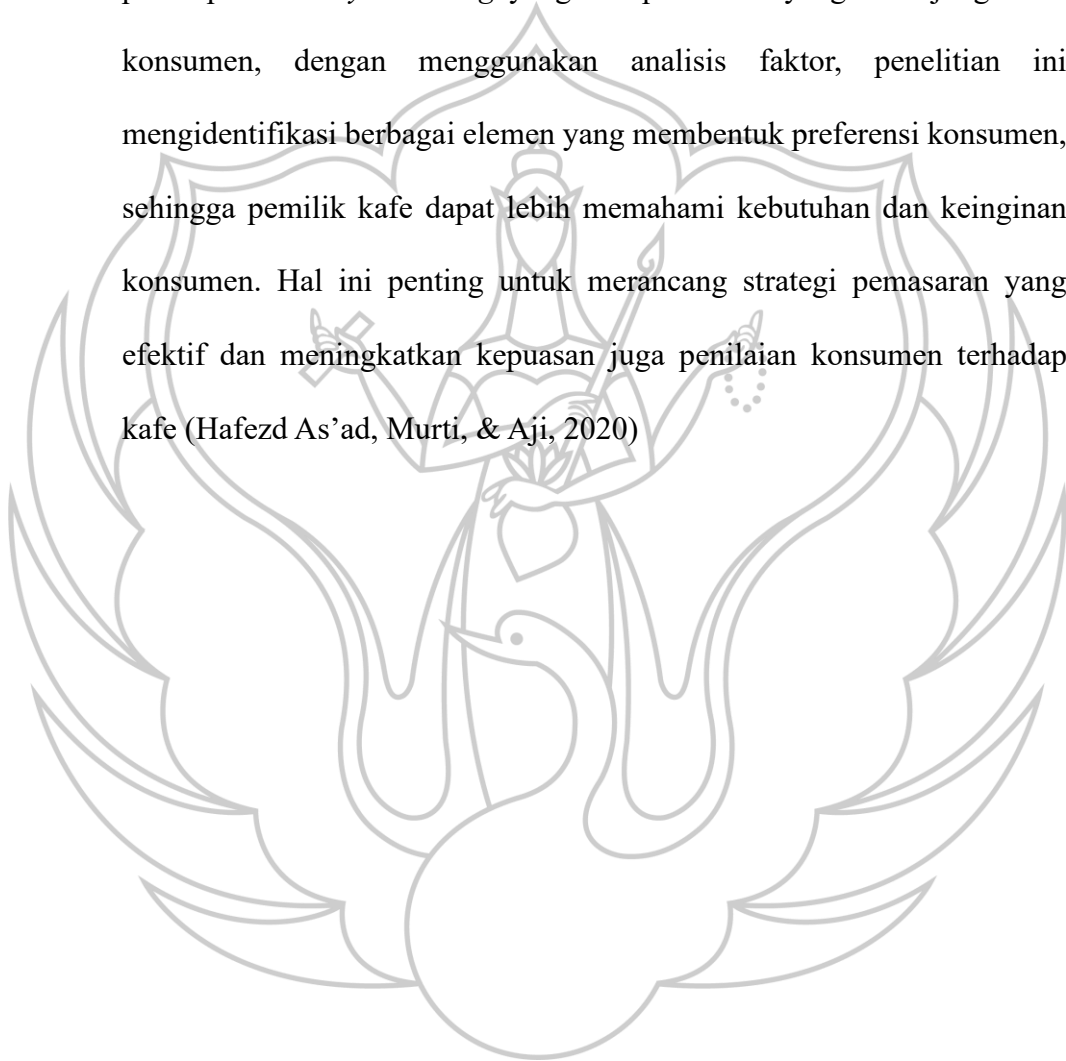 konsumen, dengan menggunakan analisis faktor, penelitian ini
mengidentifikasi berbagai elemen yang membentuk preferensi konsumen,
sehingga pemilik kafe dapat lebih memahami kebutuhan dan keinginan
konsumen. Hal ini penting untuk merancang strategi pemasaran yang
efektif dan meningkatkan kepuasan juga penilaian konsumen terhadap
kafe (Hafezd As’ad, Murti, & Aji, 2020)